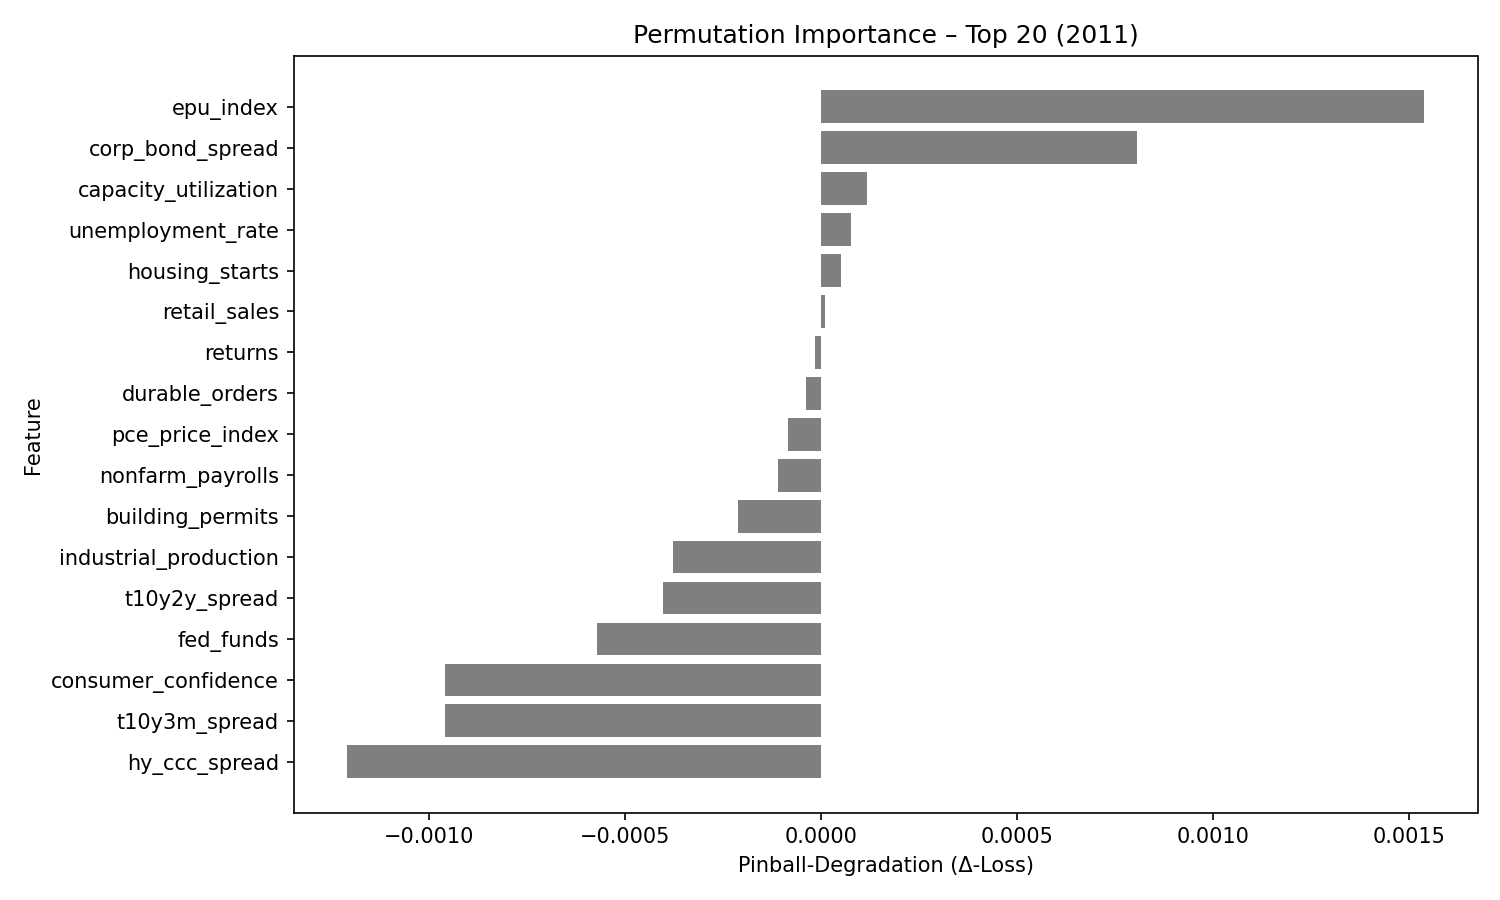 Permutation Importance – Top 20 (2011)
Feature
epu_index
corp_bond_spread
capacity_utilization
unemployment_rate
housing_starts
retail_sales
returns
durable_orders
pce_price_index
nonfarm_payrolls
building_permits
industrial_production
t10y2y_spread
fed_funds
consumer_confidence
t10y3m_spread
hy_ccc_spread
−0.0010 −0.0005 0.0000 0.0005 0.0010 0.0015
Pinball-Degradation (Δ-Loss)